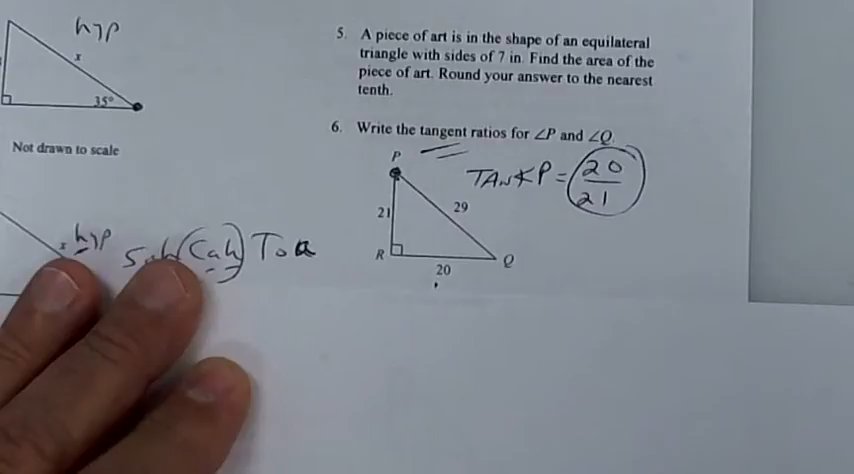 hyp
x
35°
Not drawn to scale
x hyp
Cah Toa
5. A piece of art is in the shape of an equilateral
triangle with sides of 7 in. Find the area of the
piece of art. Round your answer to the nearest
tenth.
6. Write the tangent ratios for ∠P and ∠Q.
P
TAN∡P = 20/21
21
29
R
Q
20